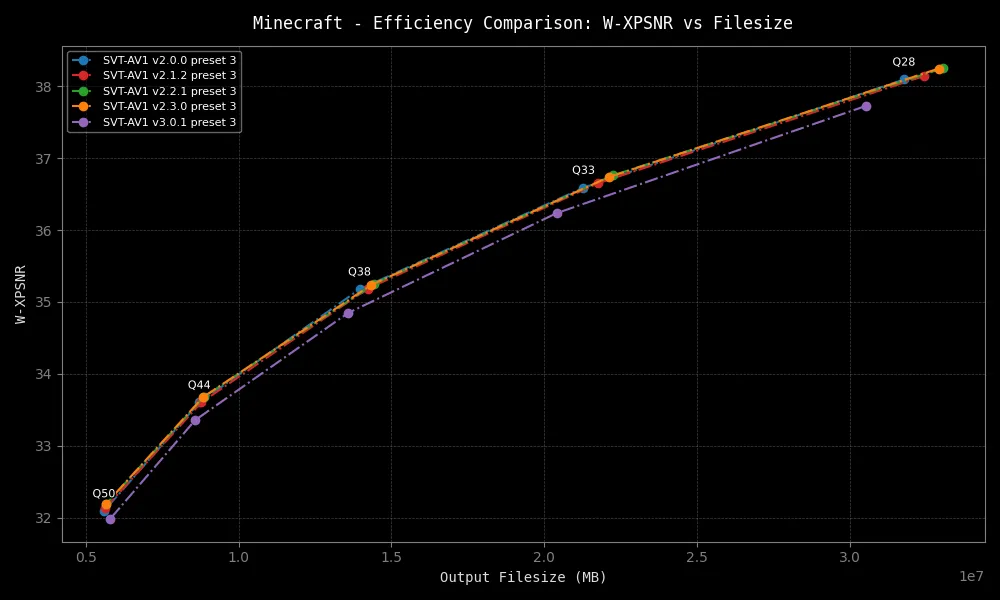 Minecraft - Efficiency Comparison: W-XPSNR vs Filesize
SVT-AV1 v2.0.0 preset 3
SVT-AV1 v2.1.2 preset 3
SVT-AV1 v2.2.1 preset 3
SVT-AV1 v2.3.0 preset 3
SVT-AV1 v3.0.1 preset 3
Q28
Q33
Q38
Q44
Q50
38
37
36
35
34
33
32
W-XPSNR
0.5 1.0 1.5 2.0 2.5 3.0
1e7
Output Filesize (MB)